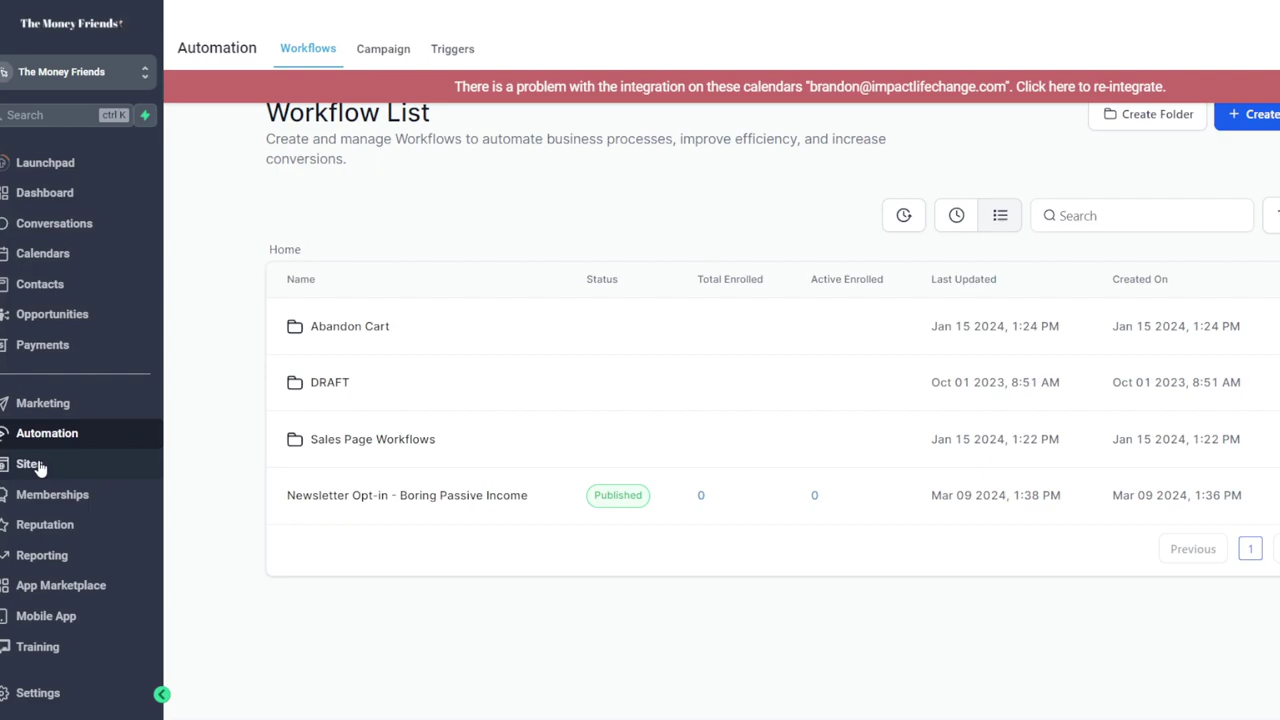 The Money Friends
The Money Friends
Search ctrl K
Launchpad
Dashboard
Conversations
Calendars
Contacts
Opportunities
Payments
Marketing
Automation
Sites
Memberships
Reputation
Reporting
App Marketplace
Mobile App
Training
Settings
Automation Workflows Campaign Triggers
There is a problem with the integration on these calendars "brandon@impactlifechange.com". Click here to re-integrate.
Workflow List
Create and manage Workflows to automate business processes, improve efficiency, and increase
conversions.
Create Folder
+ Create
Search
Home
Name Status Total Enrolled Active Enrolled Last Updated Created On
Abandon Cart Jan 15 2024, 1:24 PM Jan 15 2024, 1:24 PM
DRAFT Oct 01 2023, 8:51 AM Oct 01 2023, 8:51 AM
Sales Page Workflows Jan 15 2024, 1:22 PM Jan 15 2024, 1:22 PM
Newsletter Opt-in - Boring Passive Income Published 0 0 Mar 09 2024, 1:38 PM Mar 09 2024, 1:36 PM
Previous 1